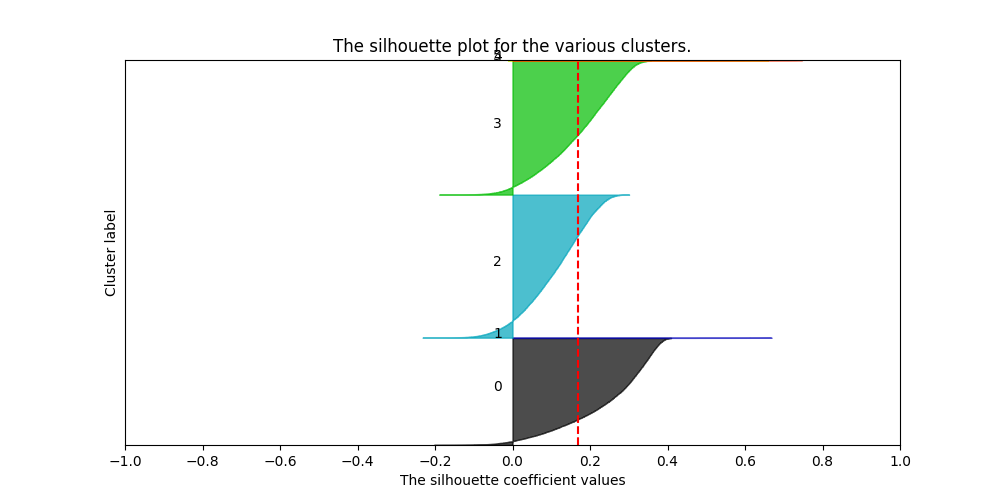 The silhouette plot for the various clusters.
3
2
1
0
Cluster label
−1.0 −0.8 −0.6 −0.4 −0.2 0.0 0.2 0.4 0.6 0.8 1.0
The silhouette coefficient values